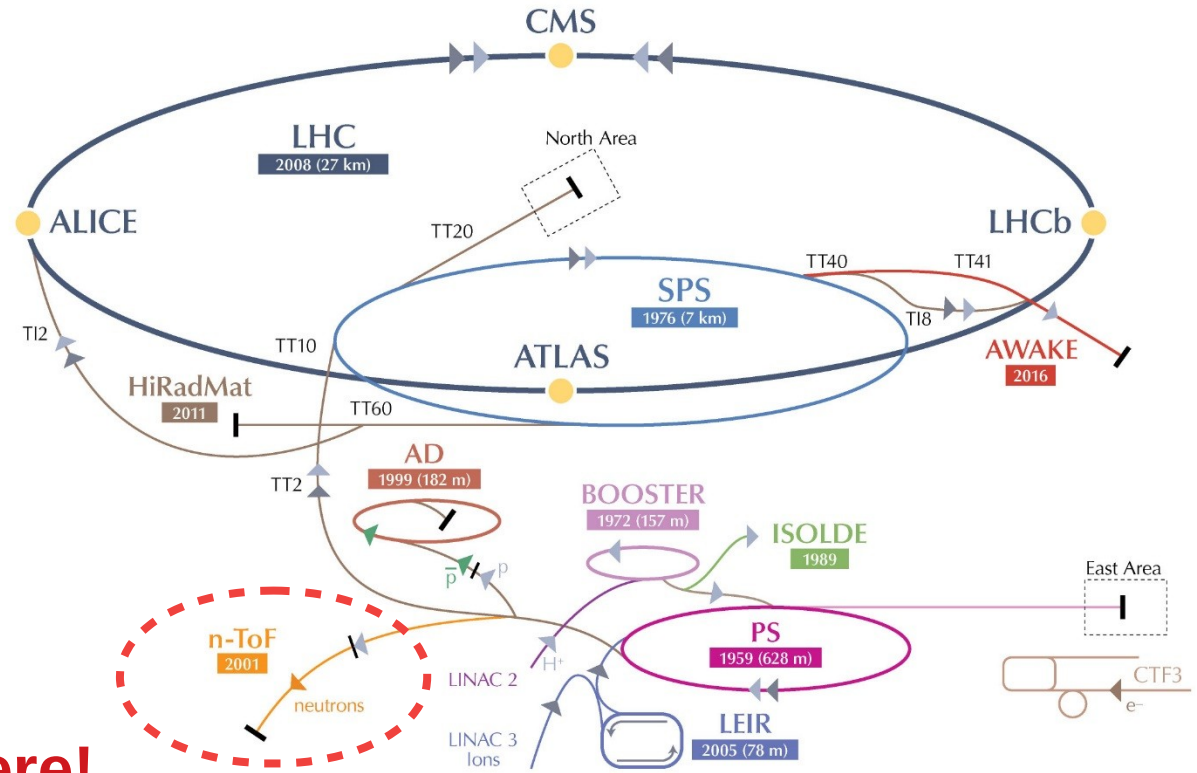 CMS
LHC
2008 (27 km)
North Area
ALICE
LHCb
TT20
TT40
TT41
SPS
1976 (7 km)
TI2
TI8
TT10
ATLAS
AWAKE
2016
HiRadMat
2011
TT60
AD
1999 (182 m)
TT2
BOOSTER
1972 (157 m)
ISOLDE
1989
p̅
p
East Area
n-ToF
2001
PS
1959 (628 m)
H⁺
LINAC 2
neutrons
CTF3
e⁻
LEIR
2005 (78 m)
LINAC 3
Ions
ere!